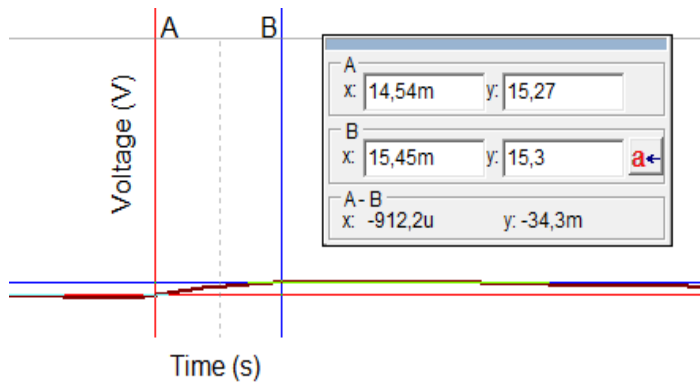 A B
Voltage (V)
A
x: 14,54m y: 15,27
B
x: 15,45m y: 15,3
a←
A - B
x: -912,2u y: -34,3m
Time (s)